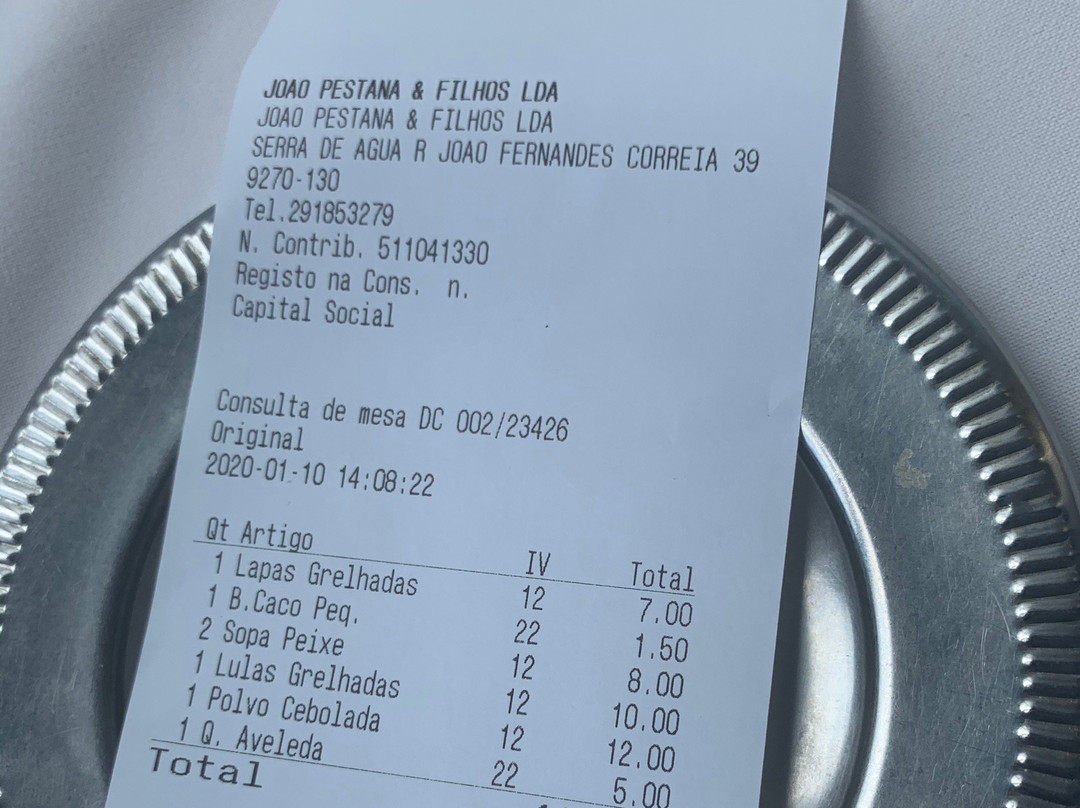 JOAO PESTANA & FILHOS LDA
JOAO PESTANA & FILHOS LDA
SERRA DE AGUA R JOAO FERNANDES CORREIA 39
9270-130
Tel.291853279
N. Contrib. 511041330
Registo na Cons. n.
Capital Social
Consulta de mesa DC 002/23426
Original
2020-01-10 14:08:22
Qt Artigo IV Total
1 Lapas Grelhadas 12 7.00
1 B.Caco Peq. 22 1.50
2 Sopa Peixe 12 8.00
1 Lulas Grelhadas 12 10.00
1 Polvo Cebolada 12 12.00
1 Q. Aveleda 22 5.00
Total